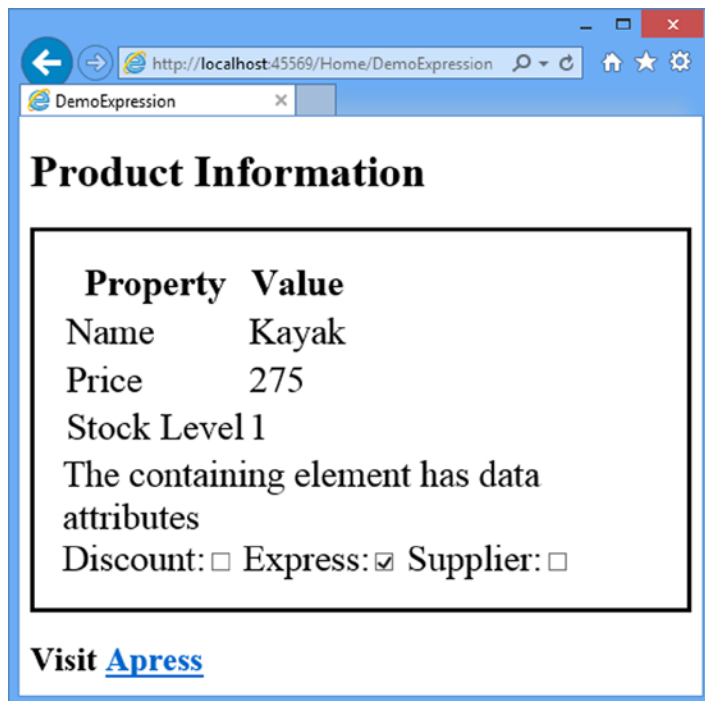 http://localhost:45569/Home/DemoExpression
DemoExpression
Product Information
Property Value
Name Kayak
Price 275
Stock Level 1
The containing element has data
attributes
Discount: Express: Supplier:
Visit Apress